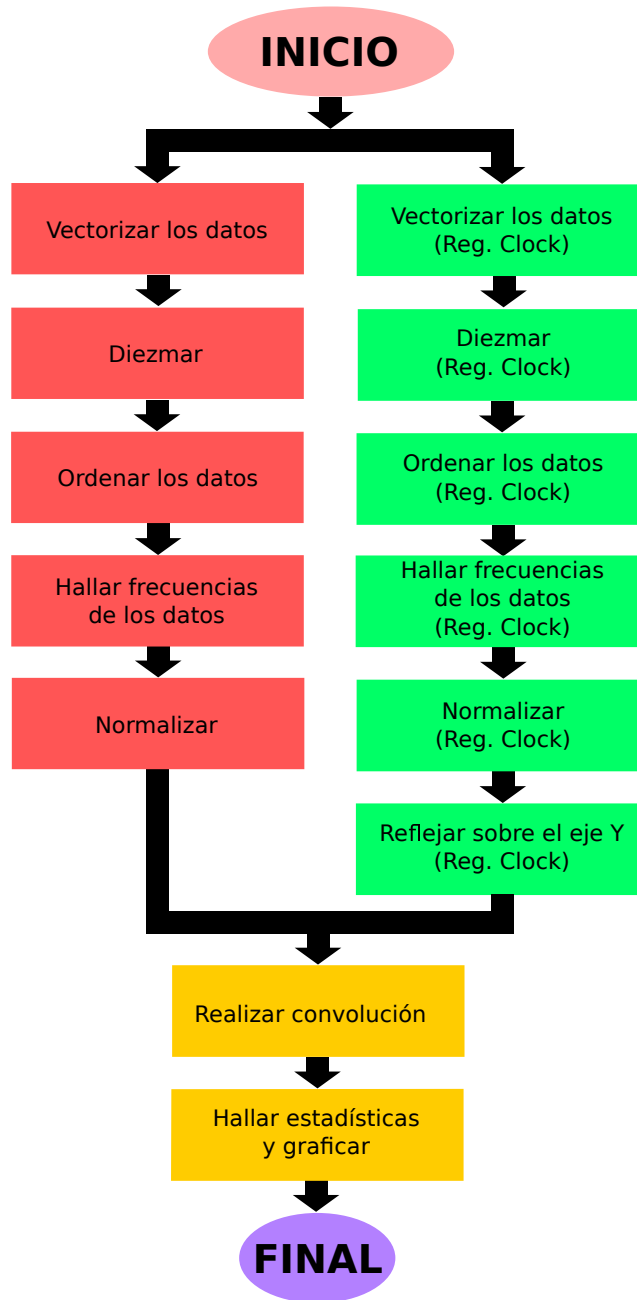 INICIO
Vectorizar los datos
Diezmar
Ordenar los datos
Hallar frecuencias
de los datos
Normalizar
Vectorizar los datos
(Reg. Clock)
Diezmar
(Reg. Clock)
Ordenar los datos
(Reg. Clock)
Hallar frecuencias
de los datos
(Reg. Clock)
Normalizar
(Reg. Clock)
Reflejar sobre el eje Y
(Reg. Clock)
Realizar convolución
Hallar estadísticas
y graficar
FINAL